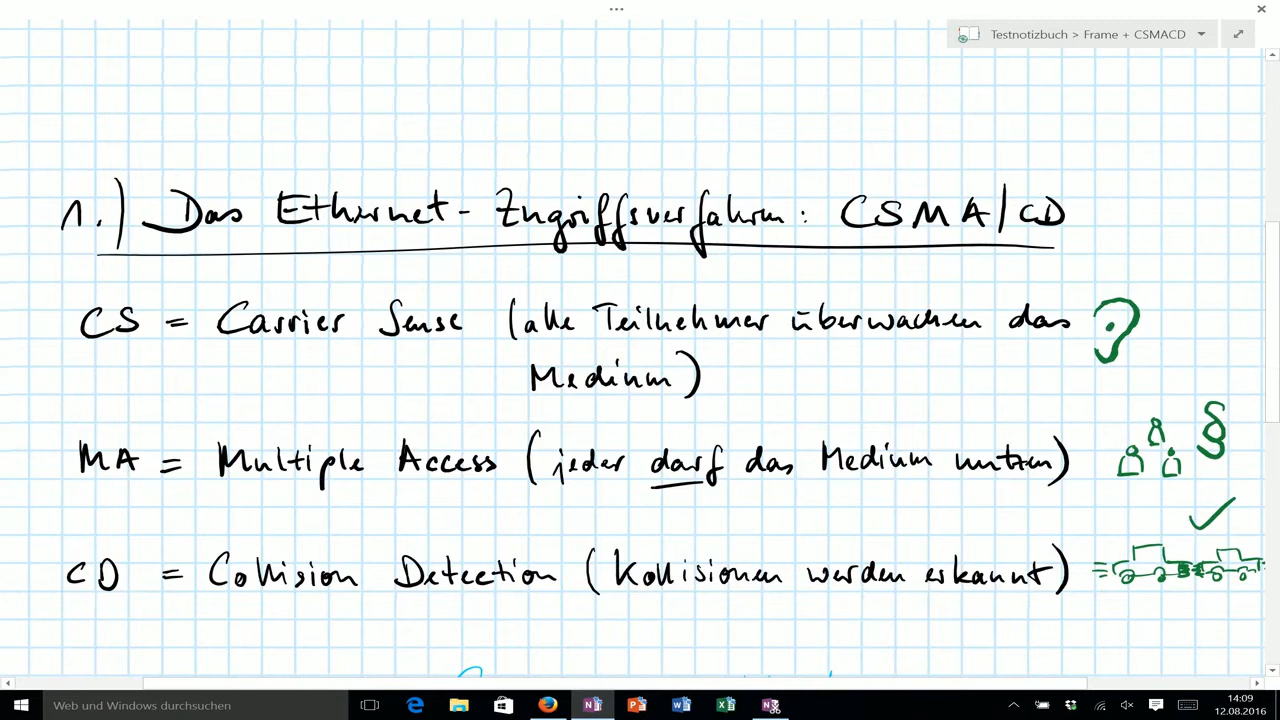 Testnotizbuch > Frame + CSMACD
1.) Das Ethernet-Zugriffsverfahren: CSMA/CD
CS = Carrier Sense (alle Teilnehmer überwachen das
Medium)
MA = Multiple Access (jeder darf das Medium nutzen)
§
CD = Collision Detection (Kollisionen werden erkannt)
Web und Windows durchsuchen
14:09
12.08.2016